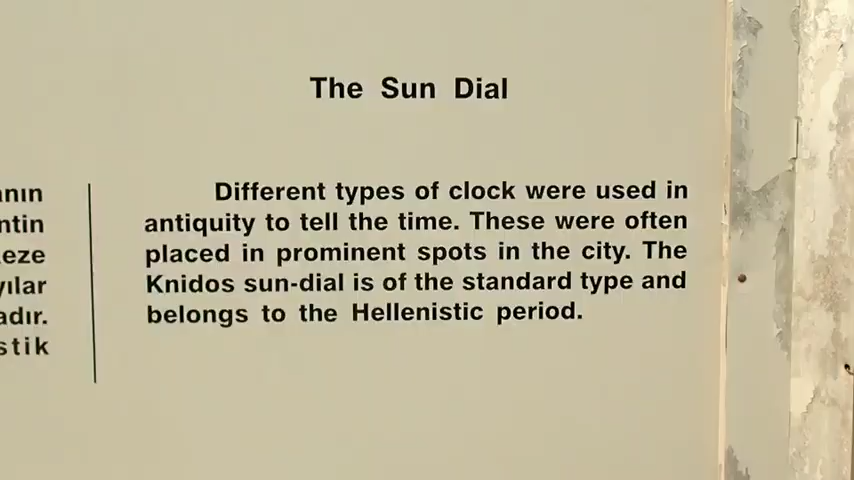 The Sun Dial
Different types of clock were used in
antiquity to tell the time. These were often
placed in prominent spots in the city. The
Knidos sun-dial is of the standard type and
belongs to the Hellenistic period.